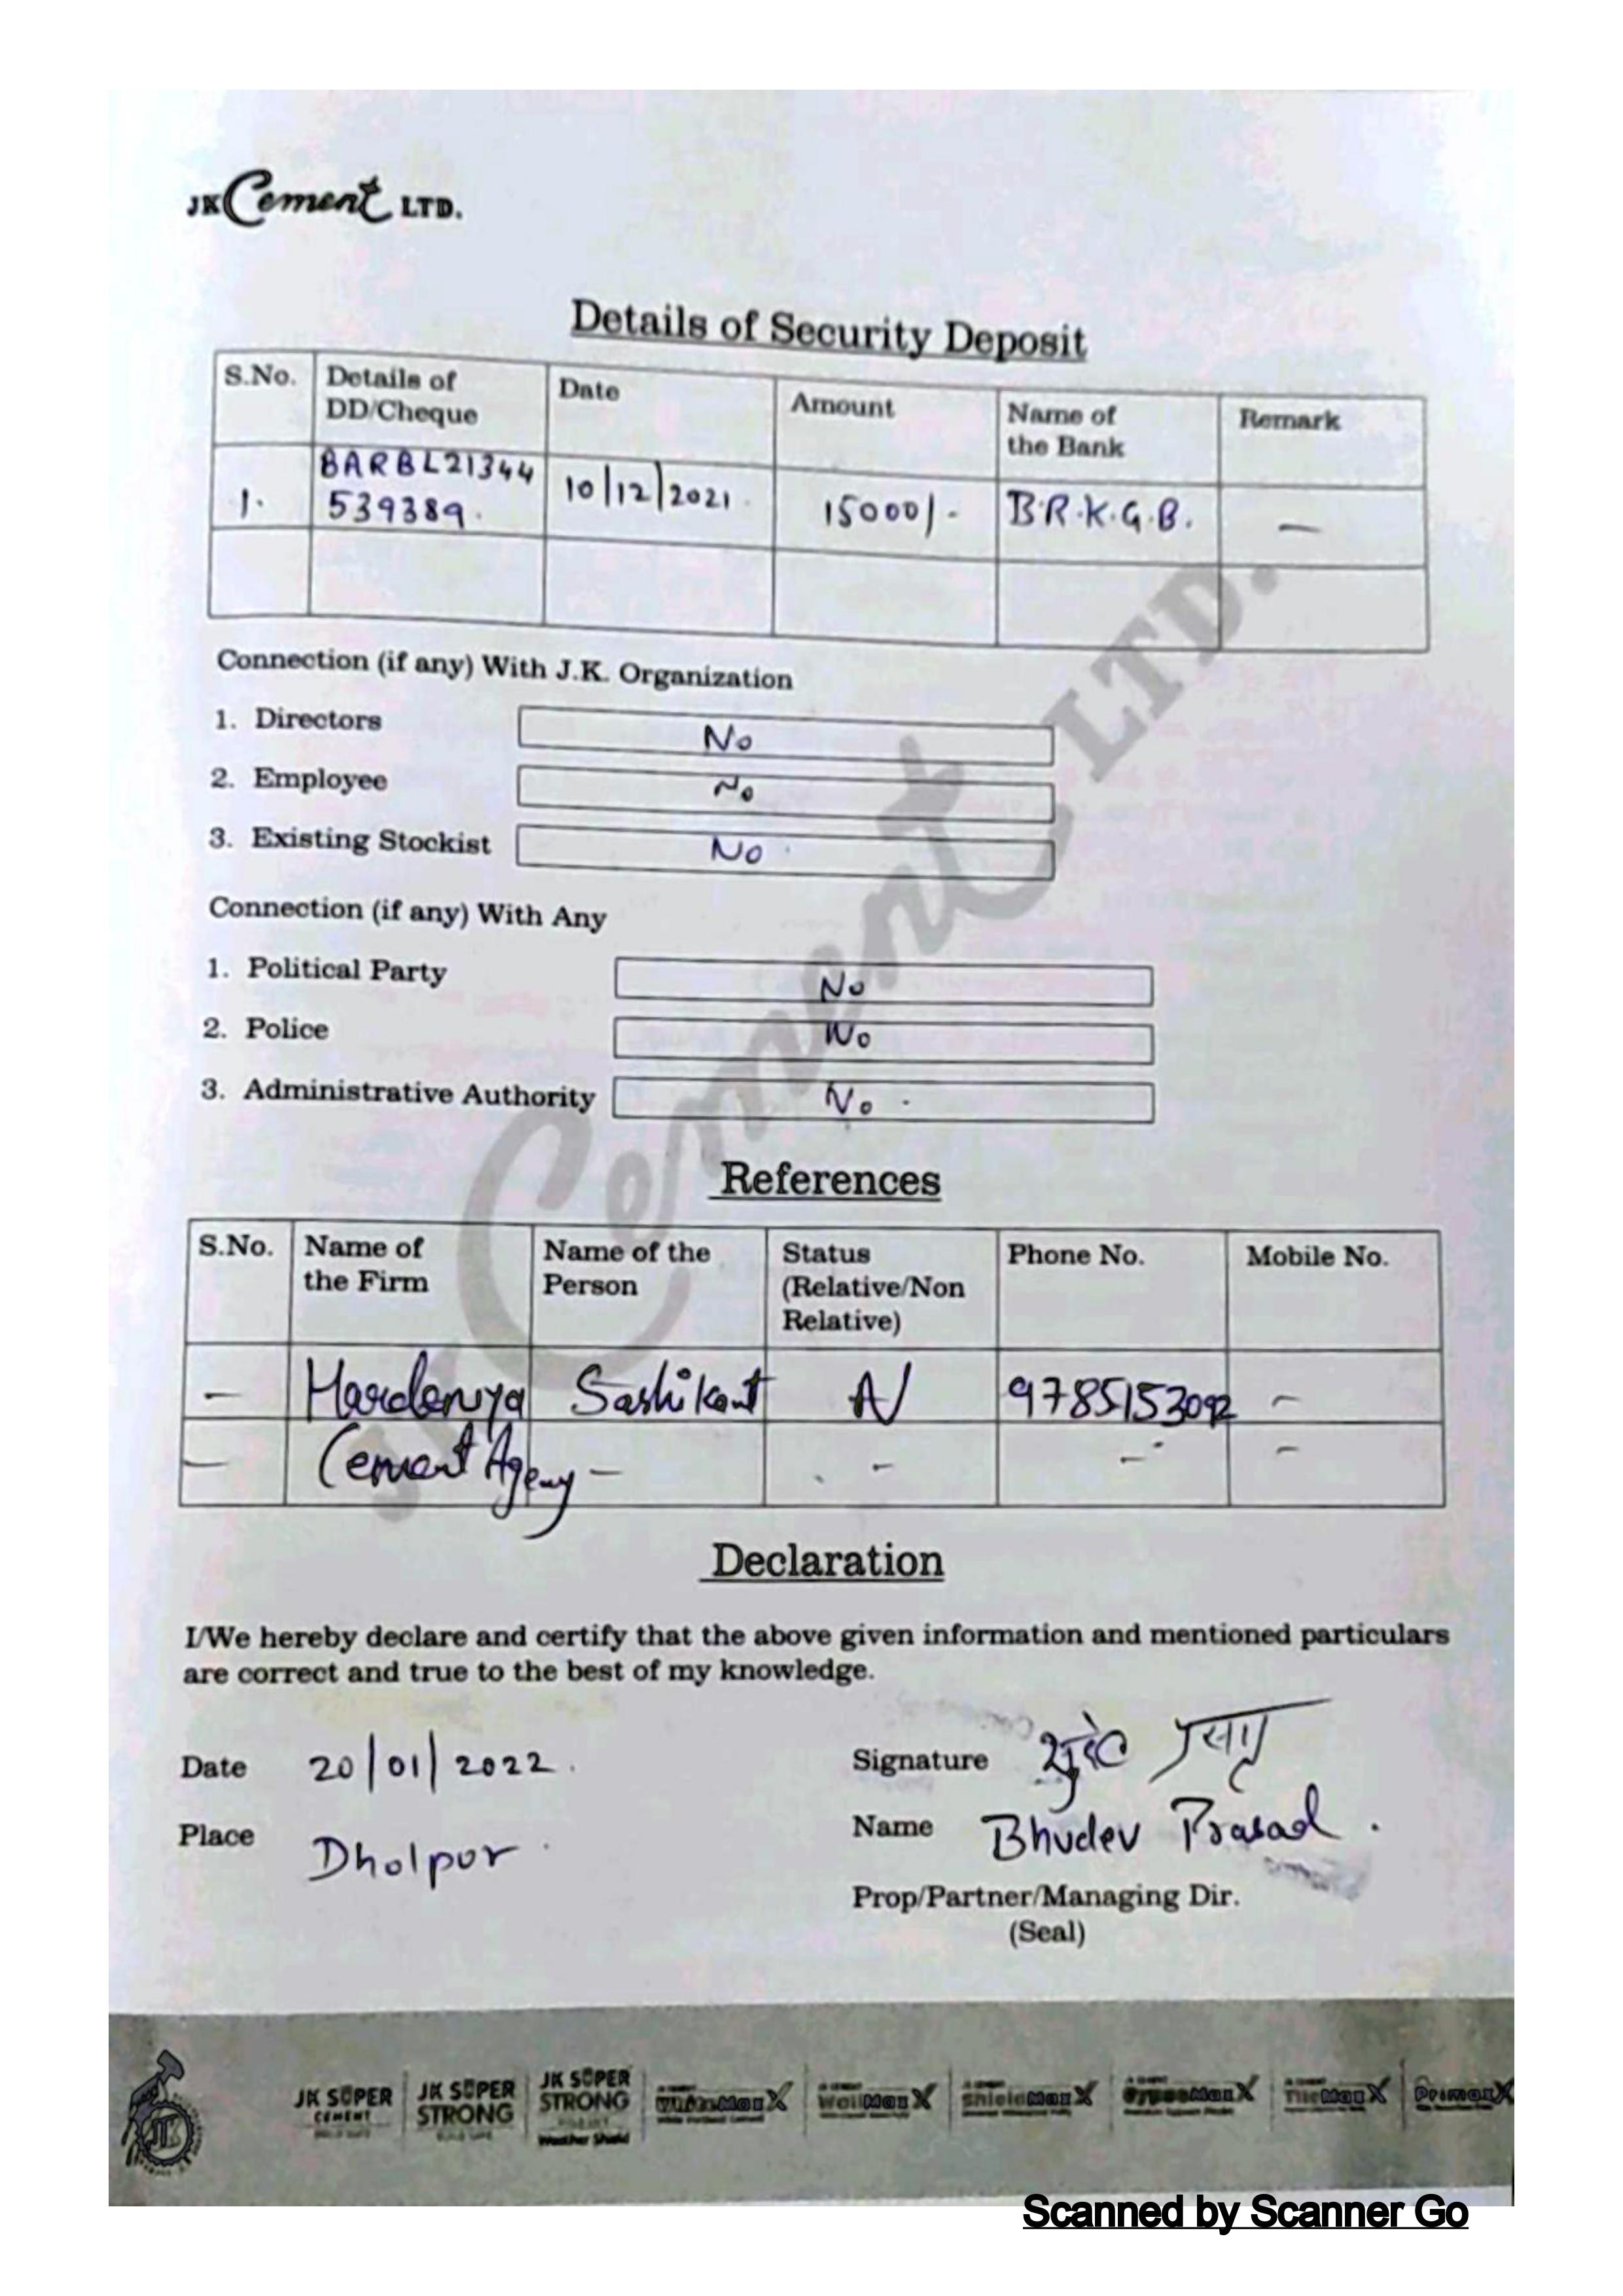 JK Cement LTD.
Details of Security Deposit
S.No. Details of DD/Cheque Date Amount Name of the Bank Remark
1. BARBL21344 539389. 10/12/2021. 15000/- B.R.K.G.B. —
Connection (if any) With J.K. Organization
1. Directors No
2. Employee No
3. Existing Stockist No
Connection (if any) With Any
1. Political Party No
2. Police No
3. Administrative Authority No
References
S.No. Name of the Firm Name of the Person Status (Relative/Non Relative) Phone No. Mobile No.
— Hardenya Sashikant N 9785153092 —
— Cement Agency — — — —
Declaration
I/We hereby declare and certify that the above given information and mentioned particulars
are correct and true to the best of my knowledge.
Date 20/01/2022. Signature भुदेव प्रसाद
Place Dholpur Name Bhudev Prasad.
Prop/Partner/Managing Dir.
(Seal)
JK SUPER CEMENT JK SUPER STRONG JK SUPER STRONG Weather Shield WallMaxX ShieldMaxX GypsoMaxX TileMaxX PrimaxX
Scanned by Scanner Go